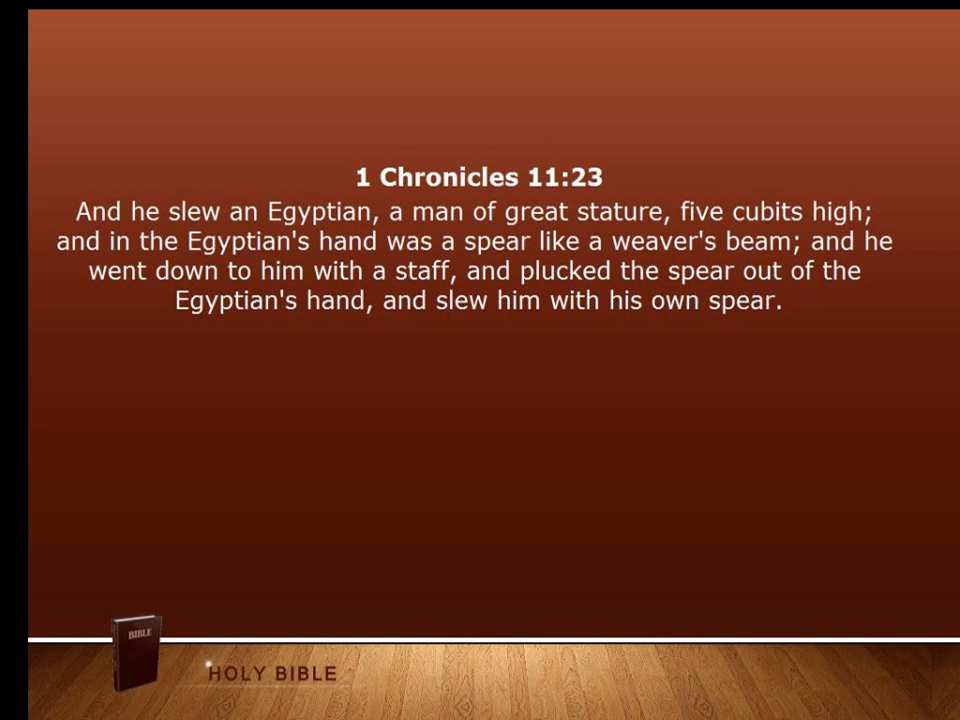 1 Chronicles 11:23
And he slew an Egyptian, a man of great stature, five cubits high;
and in the Egyptian's hand was a spear like a weaver's beam; and he
went down to him with a staff, and plucked the spear out of the
Egyptian's hand, and slew him with his own spear.
BIBLE
HOLY BIBLE